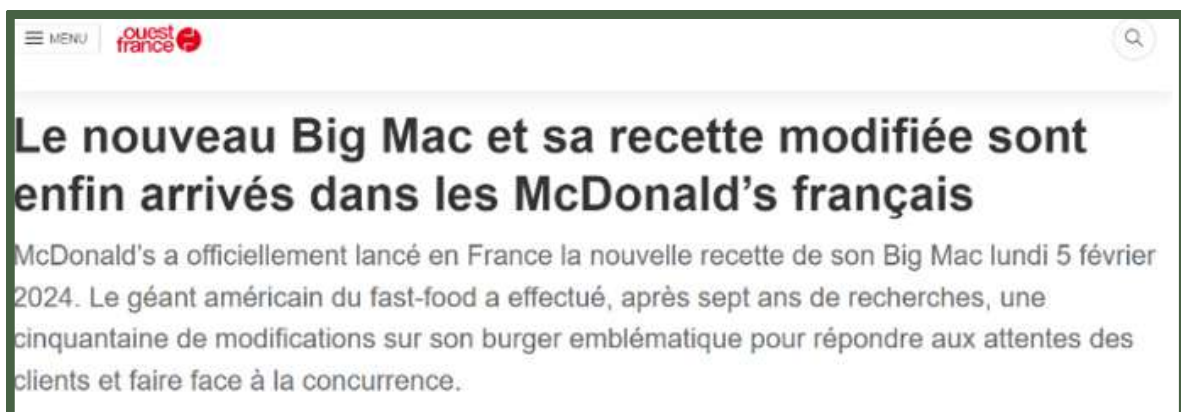 MENU
ouest
france
Le nouveau Big Mac et sa recette modifiée sont
enfin arrivés dans les McDonald's français
McDonald's a officiellement lancé en France la nouvelle recette de son Big Mac lundi 5 février
2024. Le géant américain du fast-food a effectué, après sept ans de recherches, une
cinquantaine de modifications sur son burger emblématique pour répondre aux attentes des
clients et faire face à la concurrence.